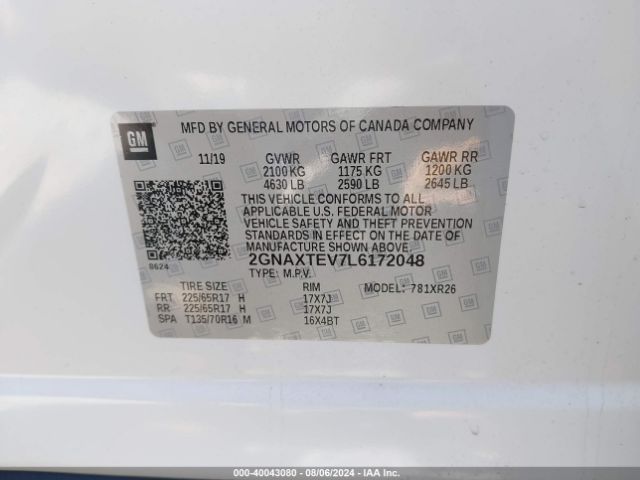 GM
MFD BY GENERAL MOTORS OF CANADA COMPANY
11/19 GVWR GAWR FRT GAWR RR
2100 KG 1175 KG 1200 KG
4630 LB 2590 LB 2645 LB
THIS VEHICLE CONFORMS TO ALL
APPLICABLE U.S. FEDERAL MOTOR
VEHICLE SAFETY AND THEFT PREVENTION
STANDARDS IN EFFECT ON THE DATE OF
MANUFACTURE SHOWN ABOVE.
8624 2GNAXTEV7L6172048
TYPE: M.P.V.
TIRE SIZE RIM MODEL: 781XR26
FRT 225/65R17 H 17X7J
RR 225/65R17 H 17X7J
SPA T135/70R16 M 16X4BT
000-40043080 - 08/06/2024 - IAA Inc.